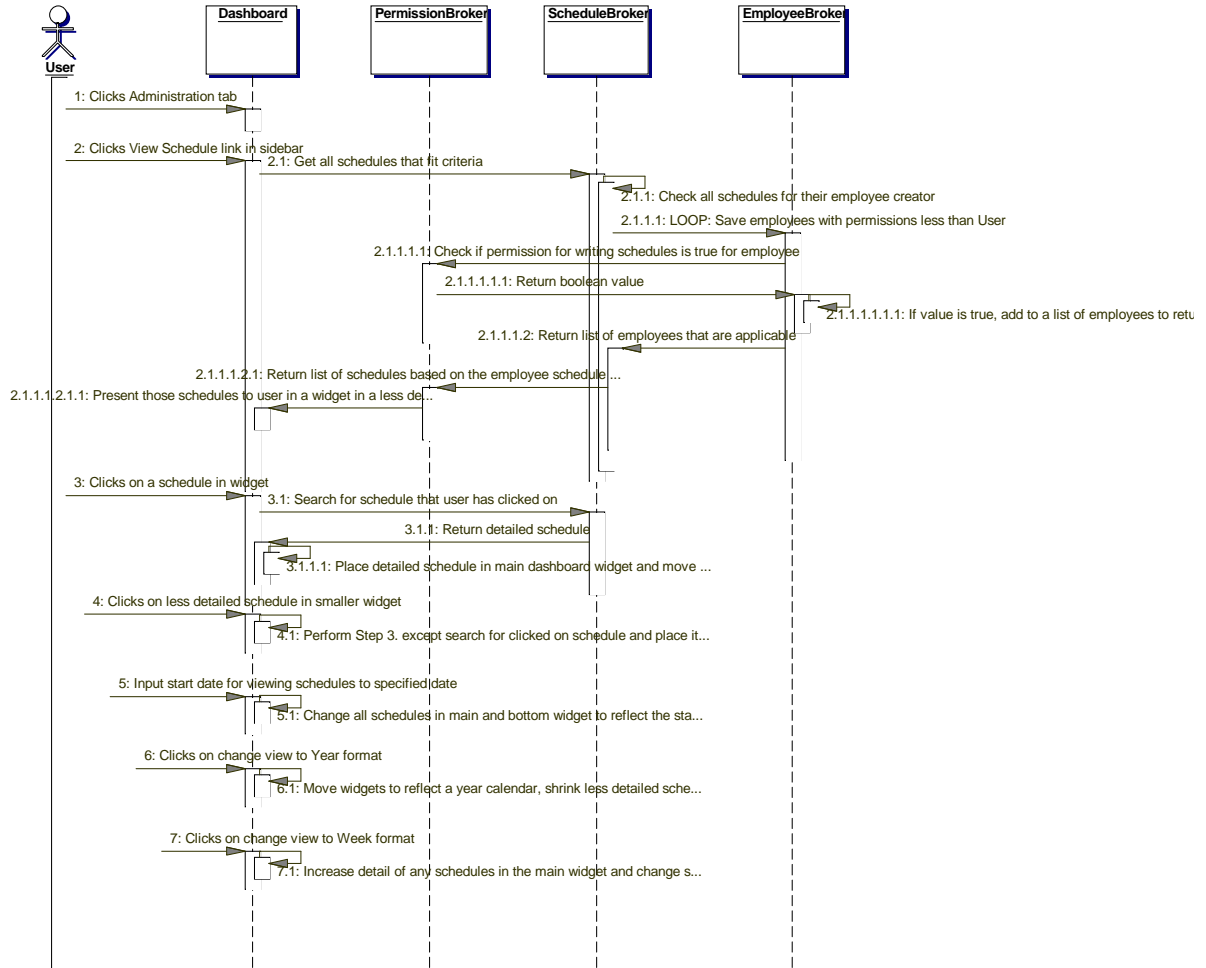 Dashboard
PermissionBroker
ScheduleBroker
EmployeeBroker
User
1: Clicks Administration tab
2: Clicks View Schedule link in sidebar
2.1: Get all schedules that fit criteria
2.1.1: Check all schedules for their employee creator
2.1.1.1: LOOP: Save employees with permissions less than User
2.1.1.1.1: Check if permission for writing schedules is true for employee
2.1.1.1.1.1: Return boolean value
2.1.1.1.1.1.1: If value is true, add to a list of employees to retu
2.1.1.1.2: Return list of employees that are applicable
2.1.1.1.2.1: Return list of schedules based on the employee schedule ...
2.1.1.1.2.1.1: Present those schedules to user in a widget in a less de...
3: Clicks on a schedule in widget
3.1: Search for schedule that user has clicked on
3.1.1: Return detailed schedule
3.1.1.1: Place detailed schedule in main dashboard widget and move ...
4: Clicks on less detailed schedule in smaller widget
4.1: Perform Step 3. except search for clicked on schedule and place it...
5: Input start date for viewing schedules to specified date
5.1: Change all schedules in main and bottom widget to reflect the sta...
6: Clicks on change view to Year format
6.1: Move widgets to reflect a year calendar, shrink less detailed sche...
7: Clicks on change view to Week format
7.1: Increase detail of any schedules in the main widget and change s...